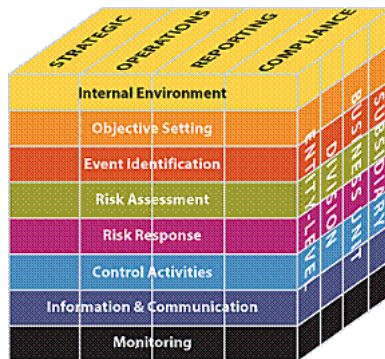 STRATEGIC
OPERATIONS
REPORTING
COMPLIANCE
Internal Environment
Objective Setting
Event Identification
Risk Assessment
Risk Response
Control Activities
Information & Communication
Monitoring
ENTITY-LEVEL
DIVISION
BUSINESS UNIT
SUBSIDIARY